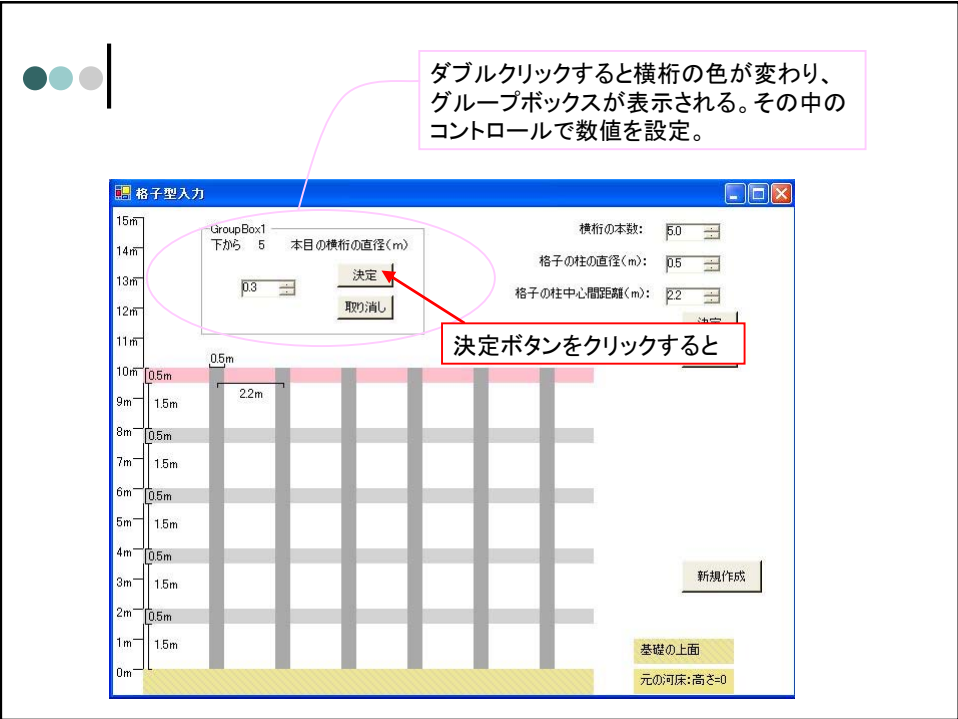 ダブルクリックすると横桁の色が変わり、
グループボックスが表示される。その中の
コントロールで数値を設定。
格子型入力
GroupBox1
下から 5 本目の横桁の直径(m)
0.3
決定
取り消し
横桁の本数: 5.0
格子の柱の直径(m): 0.5
格子の柱中心間距離(m): 2.2
決定ボタンをクリックすると
15m
14m
13m
12m
11m
10m
9m
8m
7m
6m
5m
4m
3m
2m
1m
0m
0.5m
2.2m
0.5m
1.5m
0.5m
1.5m
0.5m
1.5m
0.5m
1.5m
0.5m
1.5m
新規作成
基礎の上面
元の河床:高さ=0